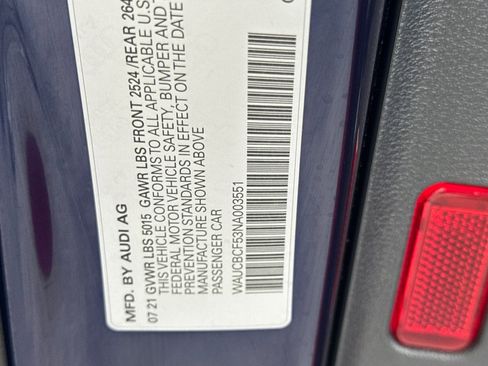 MFD. BY AUDI AG
07 21 GVWR LBS 5015 GAWR LBS FRONT 2524 /REAR 264
THIS VEHICLE CONFORMS TO ALL APPLICABLE U.S
FEDERAL MOTOR VEHICLE SAFETY, BUMPER AND
PREVENTION STANDARDS IN EFFECT ON THE DATE
MANUFACTURE SHOWN ABOVE
PASSENGER CAR
WAUCBCF53NA003551